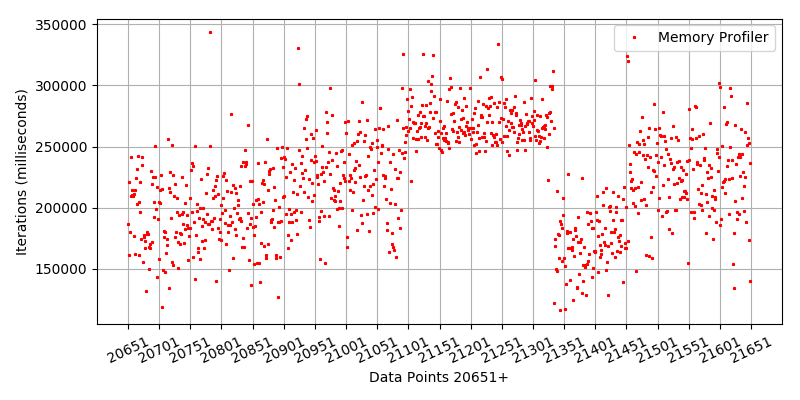 350000
300000
250000
200000
150000
Iterations (milliseconds)
Memory Profiler
20651 20701 20751 20801 20851 20901 20951 21001 21051 21101 21151 21201 21251 21301 21351 21401 21451 21501 21551 21601 21651
Data Points 20651+